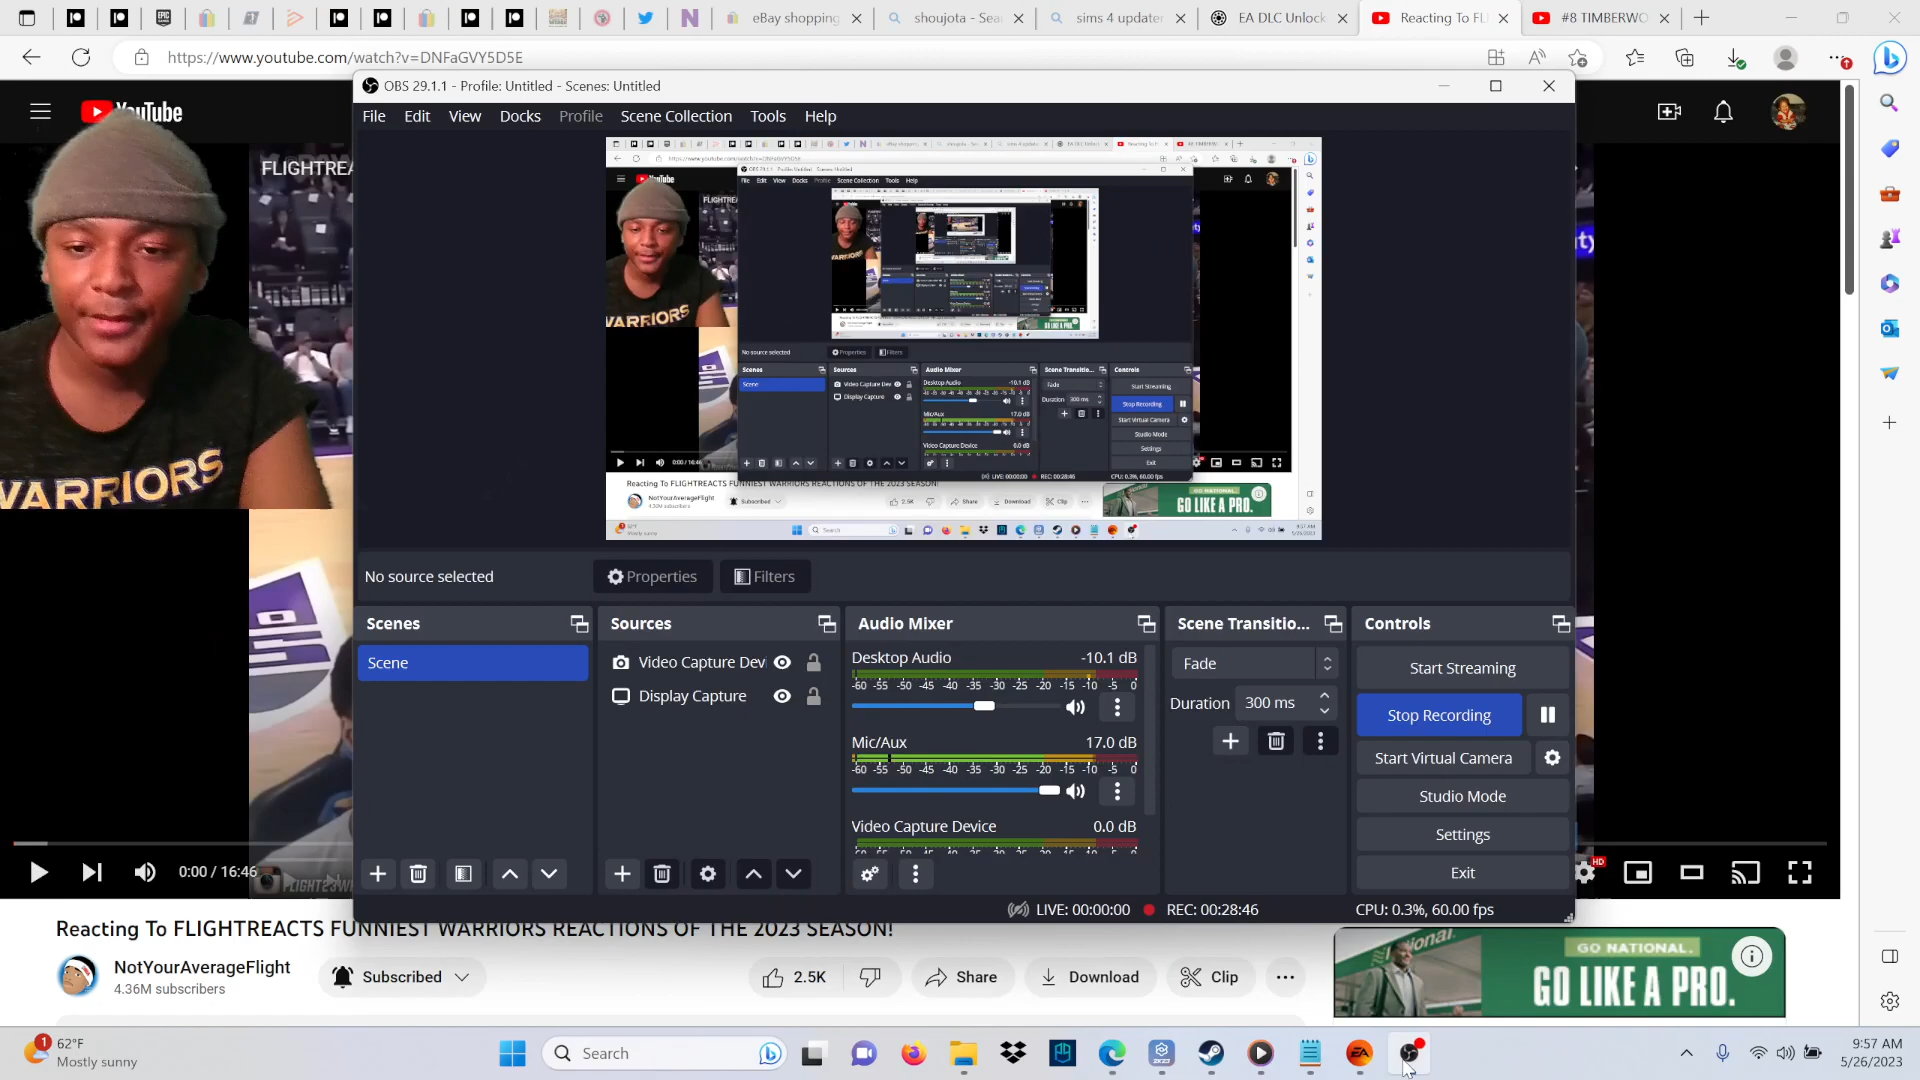 eBay shopping
shoujota - Sea
sims 4 updater
EA DLC Unlock
Reacting To FL
#8 TIMBERWO
https://www.youtube.com/watch?v=DNFaGVY5D5E
OBS 29.1.1 - Profile: Untitled - Scenes: Untitled
YouTube
File Edit View Docks Profile Scene Collection Tools Help
FLIGHTREA
WARRIORS
No source selected
Properties
Filters
Scenes
Sources
Audio Mixer
Scene Transitio...
Controls
Scene
Video Capture Devi
Display Capture
Desktop Audio
-10.1 dB
-60 -55 -50 -45 -40 -35 -30 -25 -20 -15 -10 -5 0
Mic/Aux
17.0 dB
-60 -55 -50 -45 -40 -35 -30 -25 -20 -15 -10 -5 0
Video Capture Device
0.0 dB
Fade
Duration 300 ms
Start Streaming
Stop Recording
Start Virtual Camera
Studio Mode
Settings
Exit
0:00 / 16:46
HD
LIVE: 00:00:00
REC: 00:28:46
CPU: 0.3%, 60.00 fps
Reacting To FLIGHTREACTS FUNNIEST WARRIORS REACTIONS OF THE 2023 SEASON!
NotYourAverageFlight
4.36M subscribers
Subscribed
2.5K
Share
Download
Clip
GO NATIONAL.
GO LIKE A PRO.
1
62°F
Mostly sunny
Search
9:57 AM
5/26/2023